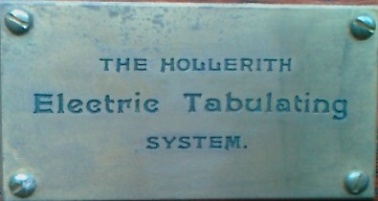 THE HOLLERITH
Electric Tabulating
SYSTEM.